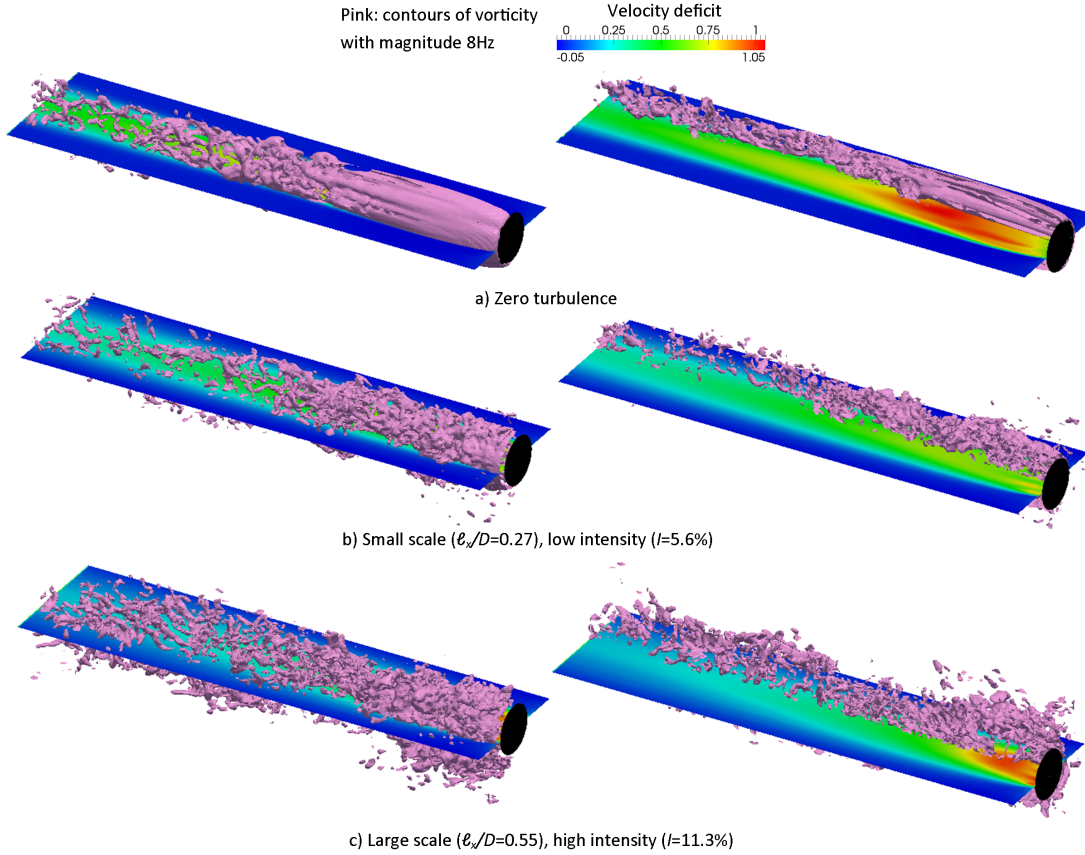 Pink: contours of vorticity
with magnitude 8Hz
Velocity deficit
0 0.25 0.5 0.75 1
-0.05 1.05
a) Zero turbulence
b) Small scale (ℓx/D=0.27), low intensity (I=5.6%)
c) Large scale (ℓx/D=0.55), high intensity (I=11.3%)